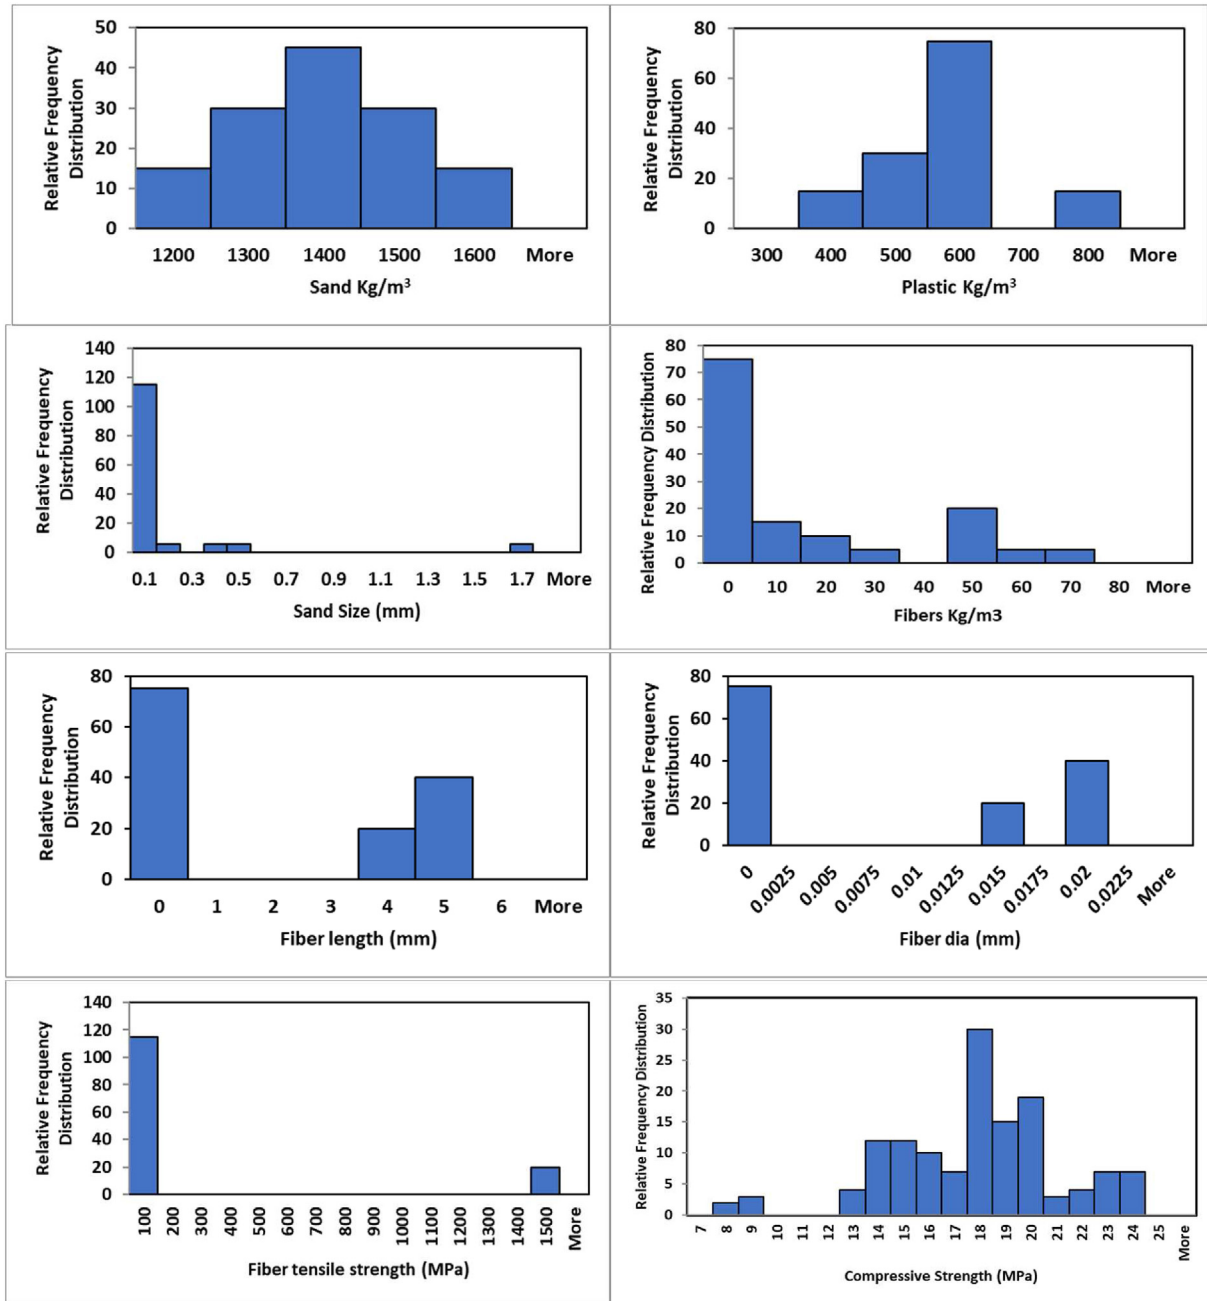 Relative Frequency
Distribution
50
40
30
20
10
0
1200 1300 1400 1500 1600 More
Sand Kg/m³
Relative Frequency
Distribution
80
60
40
20
0
300 400 500 600 700 800 More
Plastic Kg/m³
Relative Frequency
Distribution
140
120
100
80
60
40
20
0
0.1 0.3 0.5 0.7 0.9 1.1 1.3 1.5 1.7 More
Sand Size (mm)
Relative Frequency Distribution
80
70
60
50
40
30
20
10
0
0 10 20 30 40 50 60 70 80 More
Fibers Kg/m3
Relative Frequency
Distribution
80
60
40
20
0
0 1 2 3 4 5 6 More
Fiber length (mm)
Relative Frequency
Distribution
80
60
40
20
0
0 0.0025 0.005 0.0075 0.01 0.0125 0.015 0.0175 0.02 0.0225 More
Fiber dia (mm)
Relative Frequency
Distribution
140
120
100
80
60
40
20
0
100 200 300 400 500 600 700 800 900 1000 1100 1200 1300 1400 1500 More
Fiber tensile strength (MPa)
Relative Frequency Distribution
35
30
25
20
15
10
5
0
7 8 9 10 11 12 13 14 15 16 17 18 19 20 21 22 23 24 25 More
Compressive Strength (MPa)